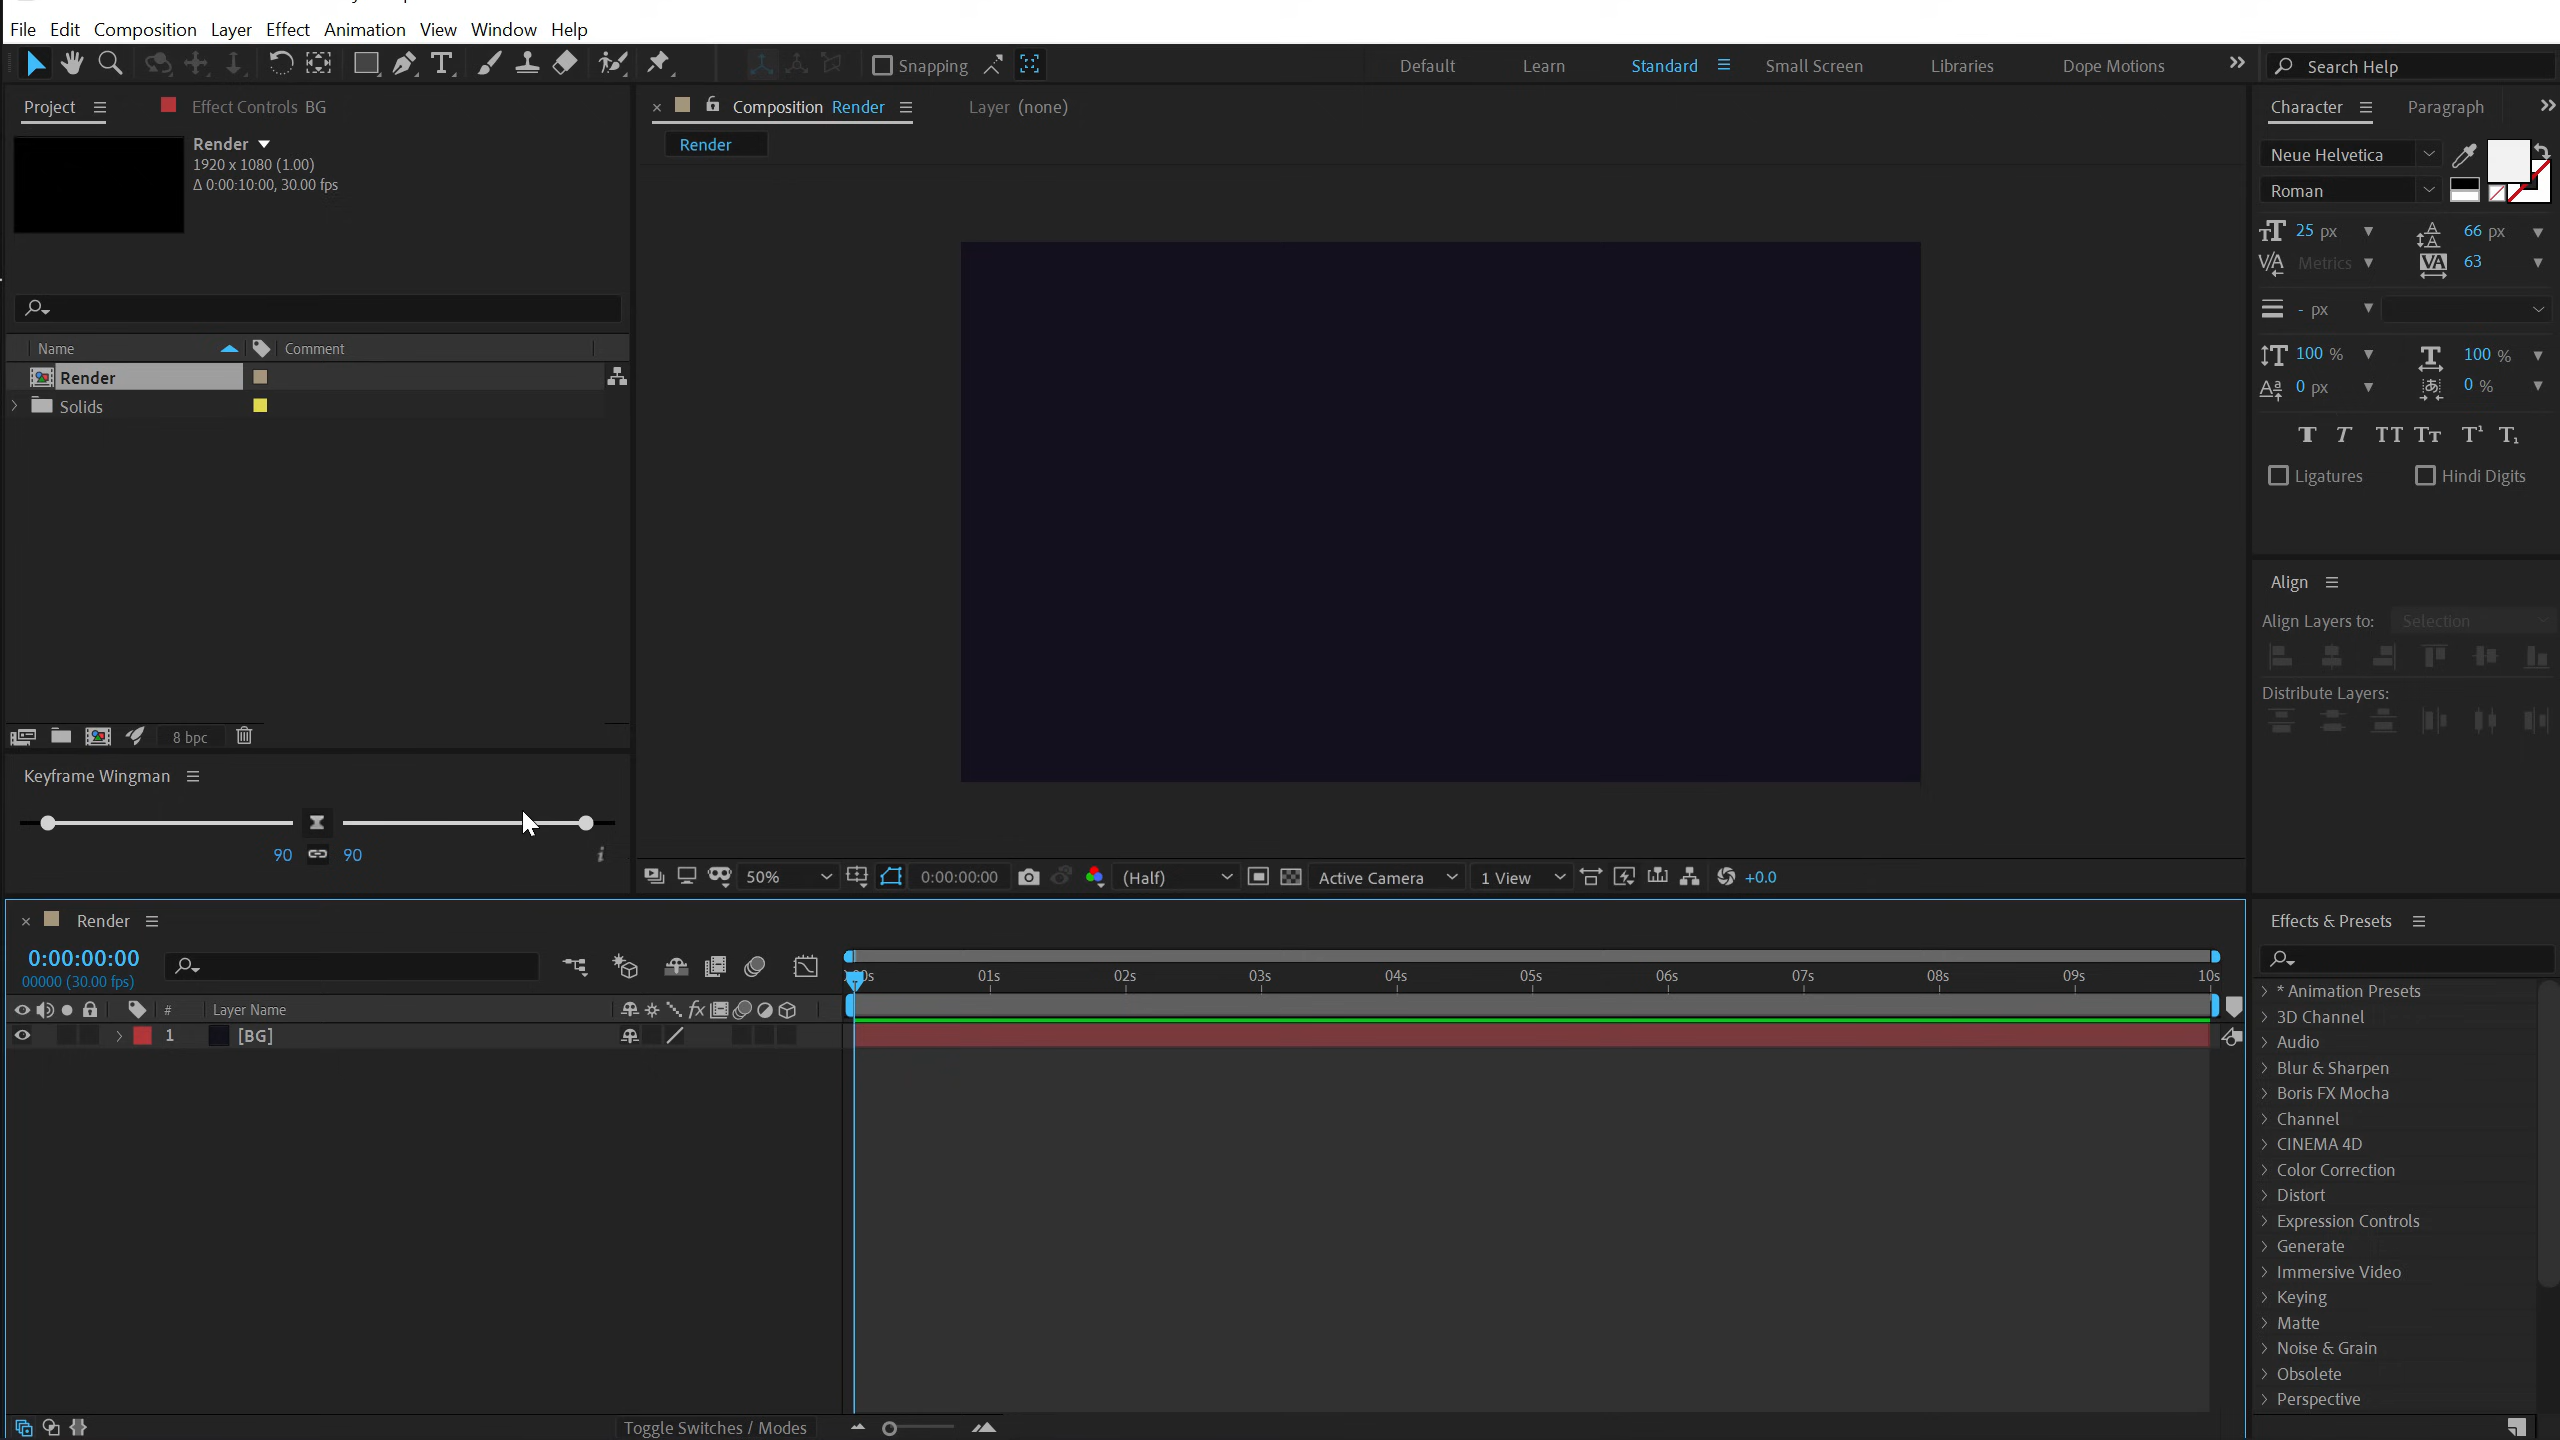 File Edit Composition Layer Effect Animation View Window Help
Snapping
Default Learn Standard Small Screen Libraries Dope Motions
Search Help
Project
Effect Controls BG
Render
1920 x 1080 (1.00)
Δ 0:00:10:00, 30.00 fps
Name Comment
Render
Solids
8 bpc
Keyframe Wingman
90 90
Composition Render
Layer (none)
Render
50%
0:00:00:00
(Half)
Active Camera
1 View
+0.0
Character Paragraph
Neue Helvetica
Roman
25 px 66 px
Metrics 63
- px
100 % 100 %
0 px 0 %
Ligatures Hindi Digits
Align
Align Layers to: Selection
Distribute Layers:
Render
0:00:00:00
00000 (30.00 fps)
# Layer Name
1 [BG]
01s 02s 03s 04s 05s 06s 07s 08s 09s 10s
Toggle Switches / Modes
Effects & Presets
* Animation Presets
3D Channel
Audio
Blur & Sharpen
Boris FX Mocha
Channel
CINEMA 4D
Color Correction
Distort
Expression Controls
Generate
Immersive Video
Keying
Matte
Noise & Grain
Obsolete
Perspective